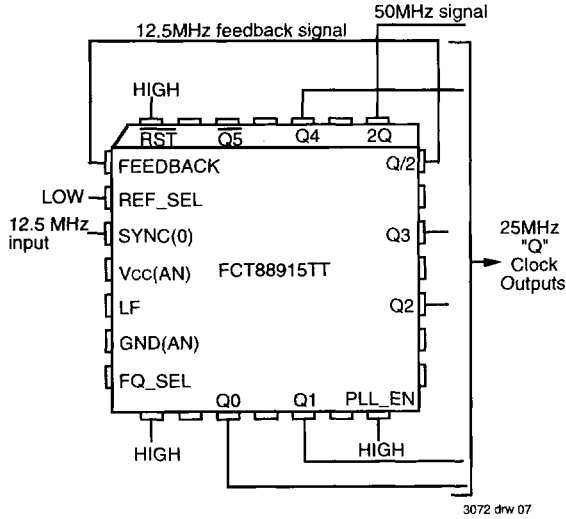 50MHz signal
12.5MHz feedback signal
HIGH
RST Q5 Q4 2Q
FEEDBACK Q/2
LOW REF_SEL
12.5 MHz
input
SYNC(0) Q3
25MHz
"Q"
Clock
Outputs
Vcc(AN) FCT88915TT
LF Q2
GND(AN)
FQ_SEL
Q0 Q1 PLL_EN
HIGH HIGH
3072 drw 07